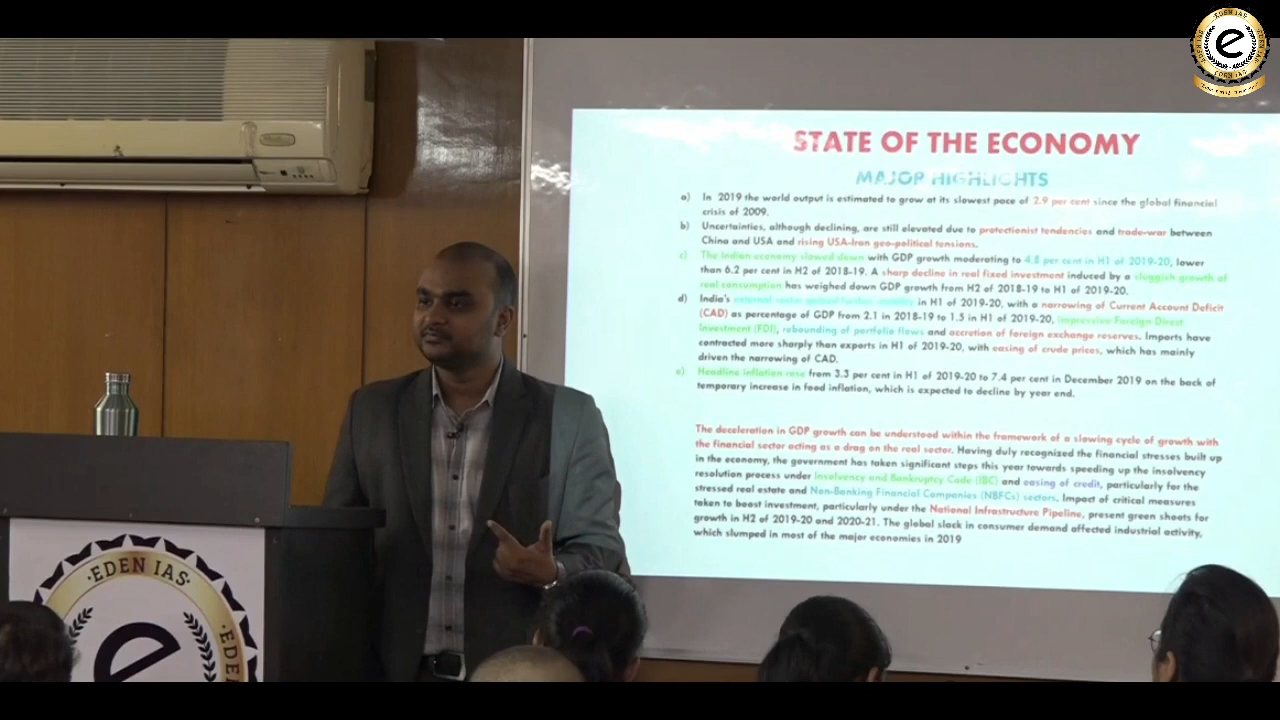 EDEN IAS
e
EDEN IAS
STATE OF THE ECONOMY
MAJOR HIGHLIGHTS
a) In 2019 the world output is estimated to grow at its slowest pace of 2.9 per cent since the global financial
crisis of 2009.
b) Uncertainties, although declining, are still elevated due to protectionist tendencies and trade-war between
China and USA and rising USA-Iran geo-political tensions.
c) The Indian economy slowed down with GDP growth moderating to 4.8 per cent in H1 of 2019-20, lower
than 6.2 per cent in H2 of 2018-19. A sharp decline in real fixed investment induced by a sluggish growth of
real consumption has weighed down GDP growth from H2 of 2018-19 to H1 of 2019-20.
d) India's external sector gained further stability in H1 of 2019-20, with a narrowing of Current Account Deficit
(CAD) as percentage of GDP from 2.1 in 2018-19 to 1.5 in H1 of 2019-20, impressive Foreign Direct
Investment (FDI), rebounding of portfolio flows and accretion of foreign exchange reserves. Imports have
contracted more sharply than exports in H1 of 2019-20, with easing of crude prices, which has mainly
driven the narrowing of CAD.
e) Headline inflation rose from 3.3 per cent in H1 of 2019-20 to 7.4 per cent in December 2019 on the back of
temporary increase in food inflation, which is expected to decline by year end.
The deceleration in GDP growth can be understood within the framework of a slowing cycle of growth with
the financial sector acting as a drag on the real sector. Having duly recognized the financial stresses built up
in the economy, the government has taken significant steps this year towards speeding up the insolvency
resolution process under Insolvency and Bankruptcy Code (IBC) and easing of credit, particularly for the
stressed real estate and Non-Banking Financial Companies (NBFCs) sectors. Impact of critical measures
taken to boost investment, particularly under the National Infrastructure Pipeline, present green shoots for
growth in H2 of 2019-20 and 2020-21. The global slack in consumer demand affected industrial activity,
which slumped in most of the major economies in 2019
·EDEN IAS·
EDEN
e